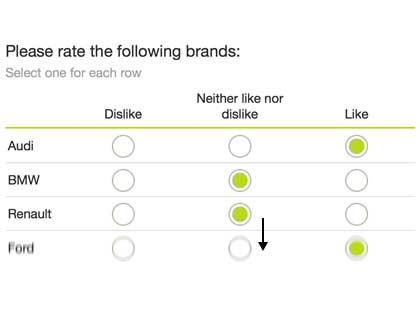 Please rate the following brands:
Select one for each row
Dislike Neither like nor dislike Like
Audi
BMW
Renault
Ford